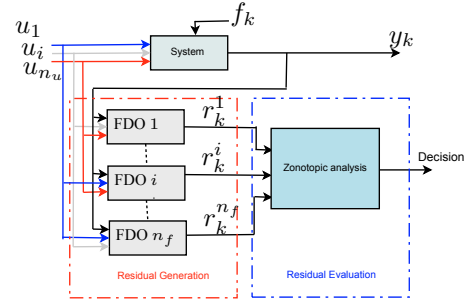 f_k
u_1
u_i
u_{n_u}
System
y_k
FDO 1
r_k^1
FDO i
r_k^i
Zonotopic analysis
Decision
FDO n_f
r_k^{n_f}
Residual Generation
Residual Evaluation